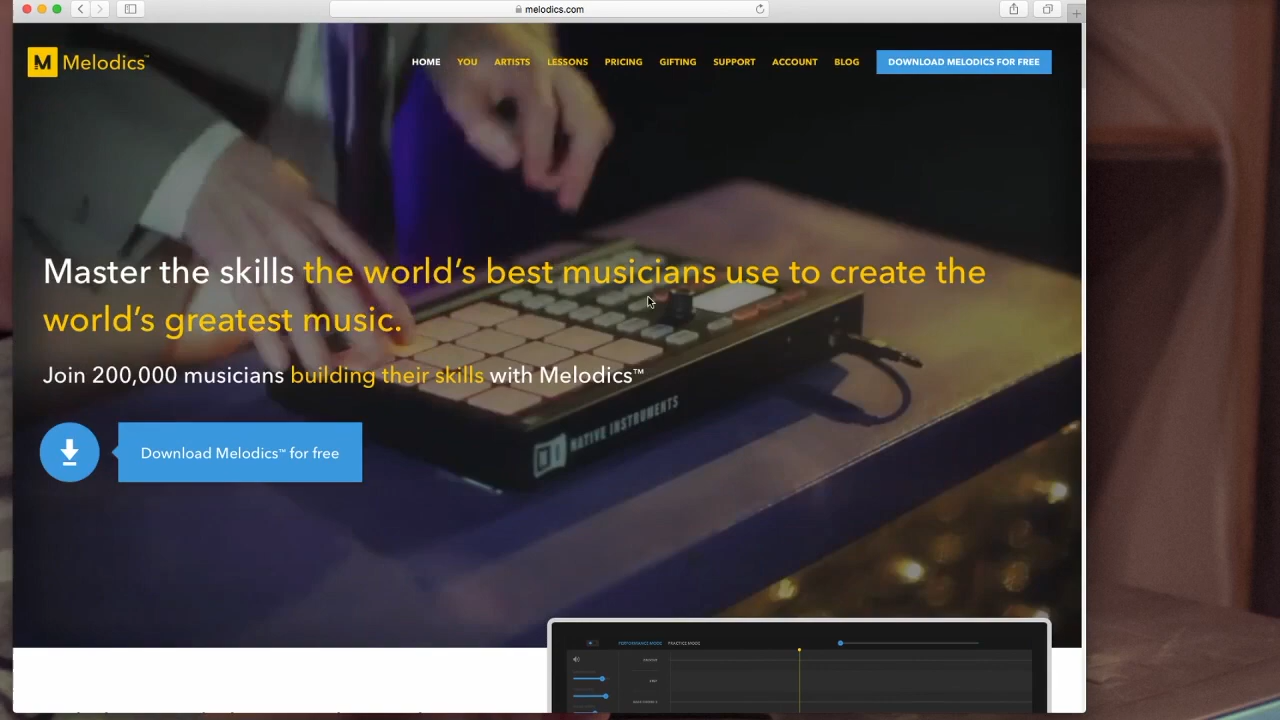 melodics.com
M Melodics™
HOME YOU ARTISTS LESSONS PRICING GIFTING SUPPORT ACCOUNT BLOG DOWNLOAD MELODICS FOR FREE
Master the skills the world's best musicians use to create the
world's greatest music.
Join 200,000 musicians building their skills with Melodics™
Download Melodics™ for free
NATIVE INSTRUMENTS
PERFORMANCE MODE PRACTICE MODE